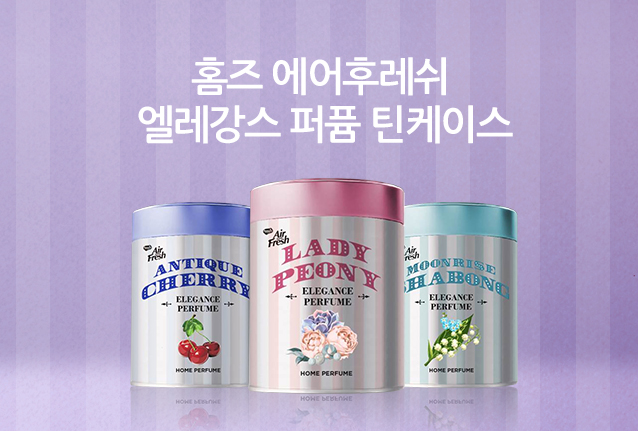 홈즈 에어후레쉬
엘레강스 퍼퓸 틴케이스
Air
Fresh
ANTIQUE
CHERRY
ELEGANCE
PERFUME
HOME PERFUME
Air
Fresh
LADY
PEONY
ELEGANCE
PERFUME
HOME PERFUME
Fresh
MOONRISE
SHABONG
ELEGANCE
PERFUME
HOME PERFUME